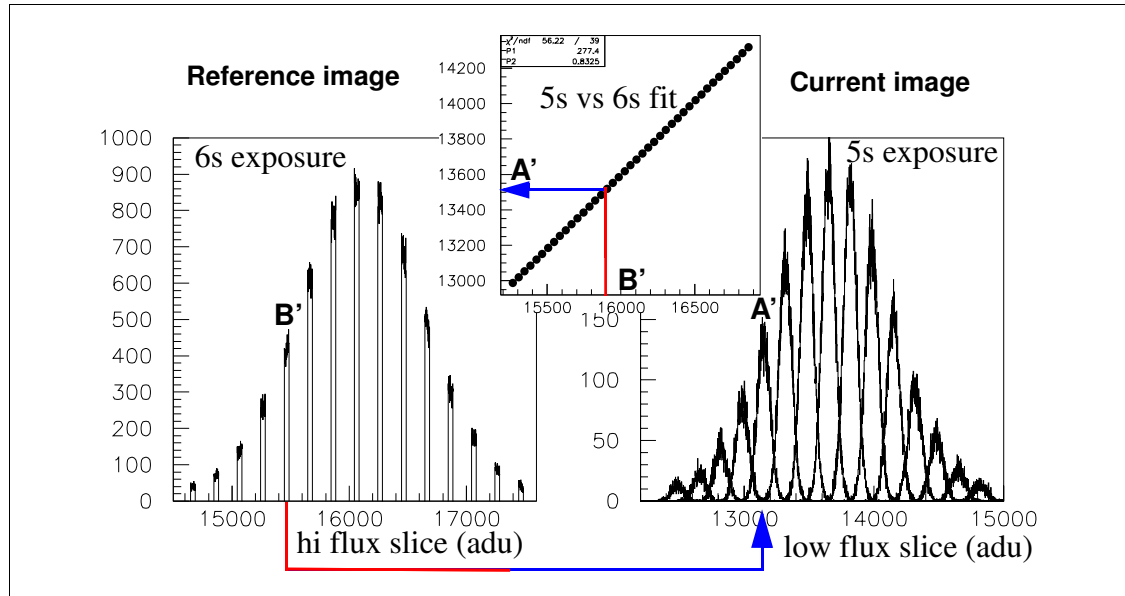 Reference image
Current image
χ²/ndf 56.22 / 39
P1 277.4
P2 0.8325
5s vs 6s fit
14200
14000
13800
13600
13400
13200
13000
A’
B’
15500 16000 16500
6s exposure
1000
900
800
700
600
500
400
300
200
100
0
B’
15000 16000 17000
hi flux slice (adu)
5s exposure
A’
150
100
50
0
13000 14000 15000
low flux slice (adu)